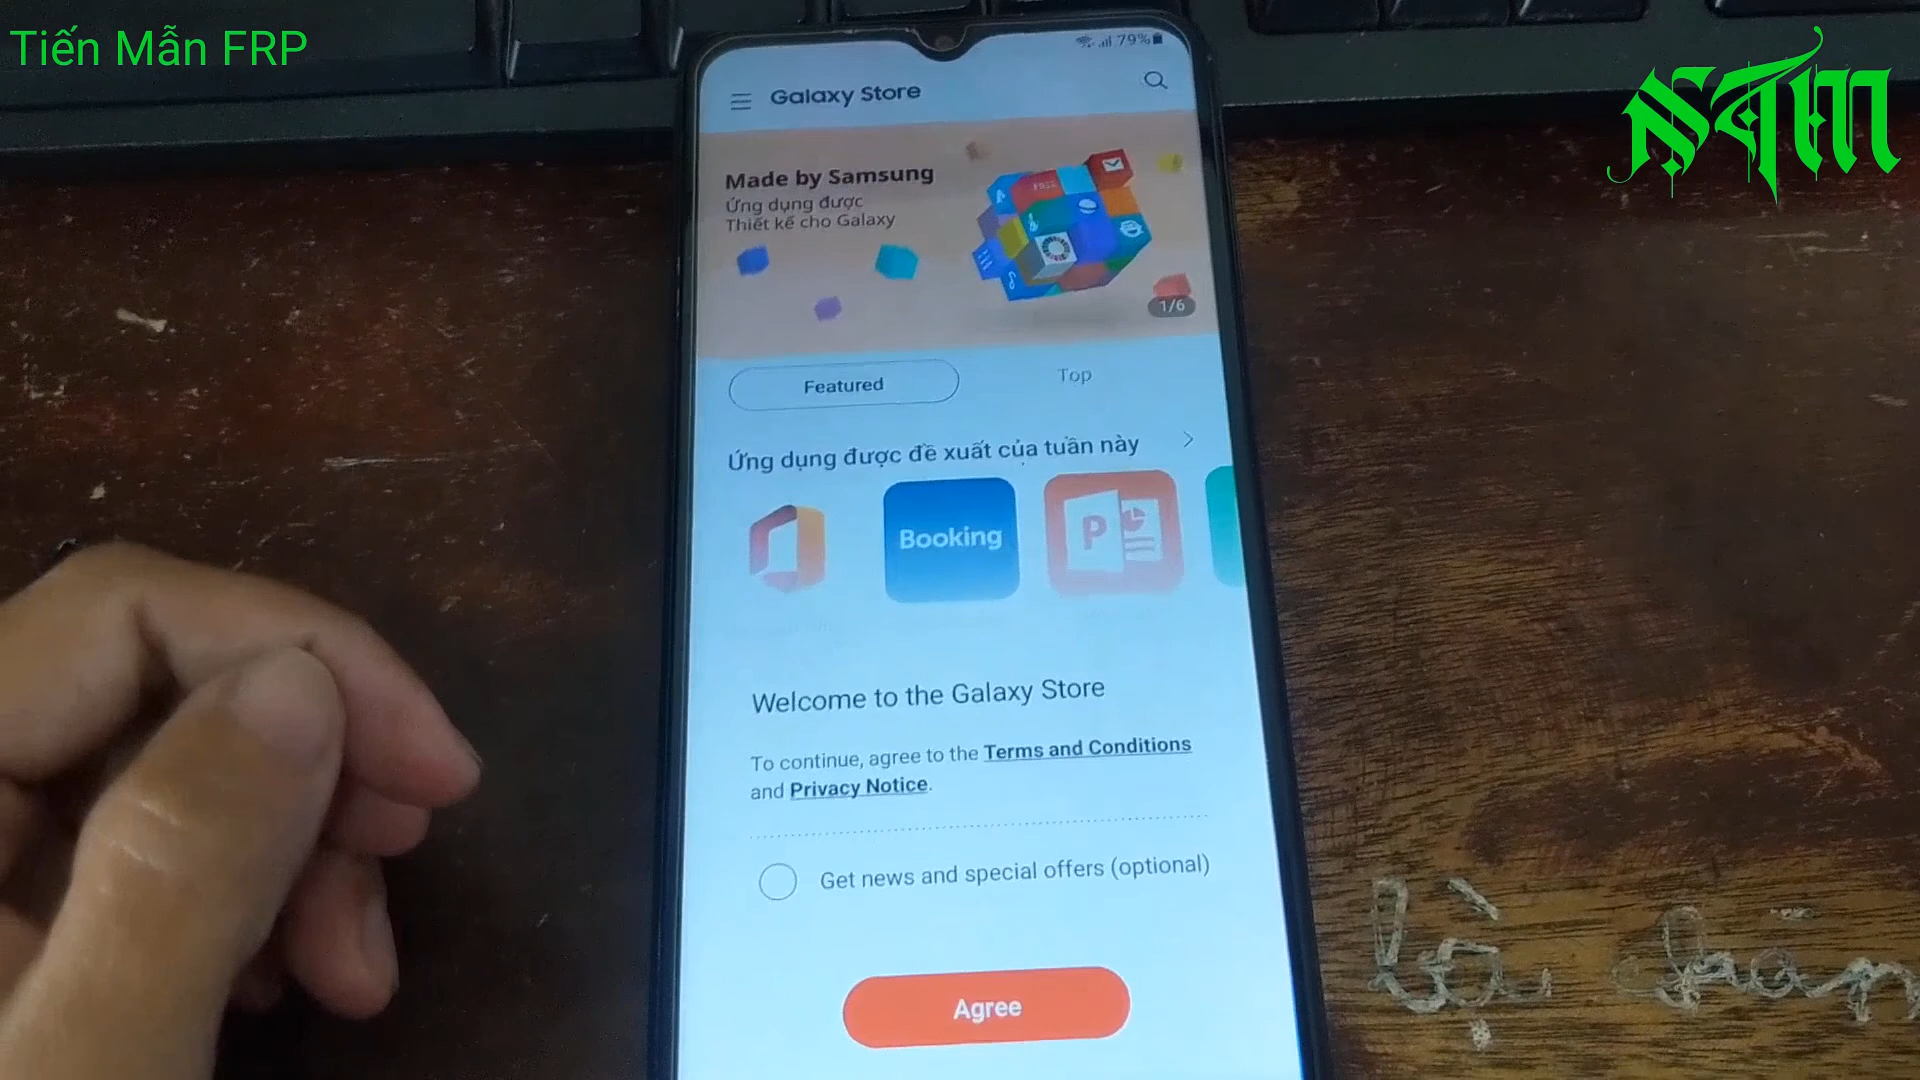 Tiến Mẫn FRP
NTM
79%
Galaxy Store
Made by Samsung
Ứng dụng được
Thiết kế cho Galaxy
FREE
1/6
Featured
Top
Ứng dụng được đề xuất của tuần này
Booking
P
Welcome to the Galaxy Store
To continue, agree to the Terms and Conditions
and Privacy Notice.
Get news and special offers (optional)
Agree